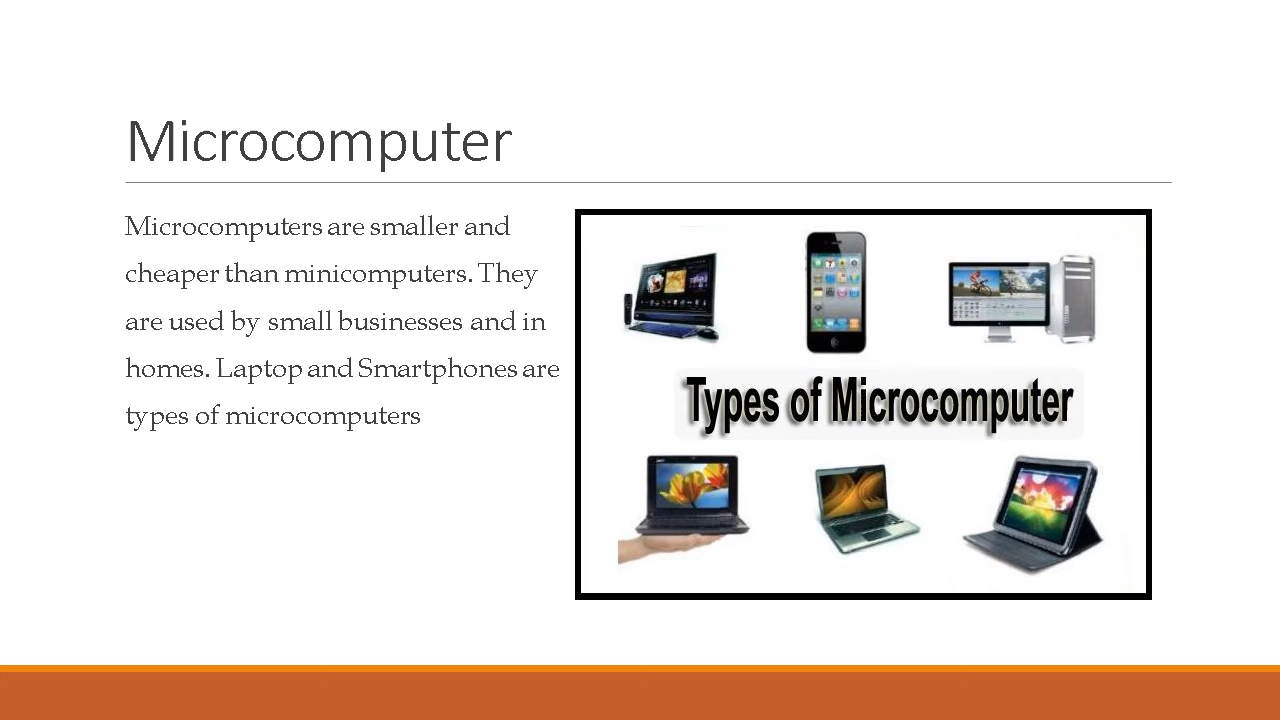 Microcomputer
Microcomputers are smaller and
cheaper than minicomputers. They
are used by small businesses and in
homes. Laptop and Smartphones are
types of microcomputers
Types of Microcomputer